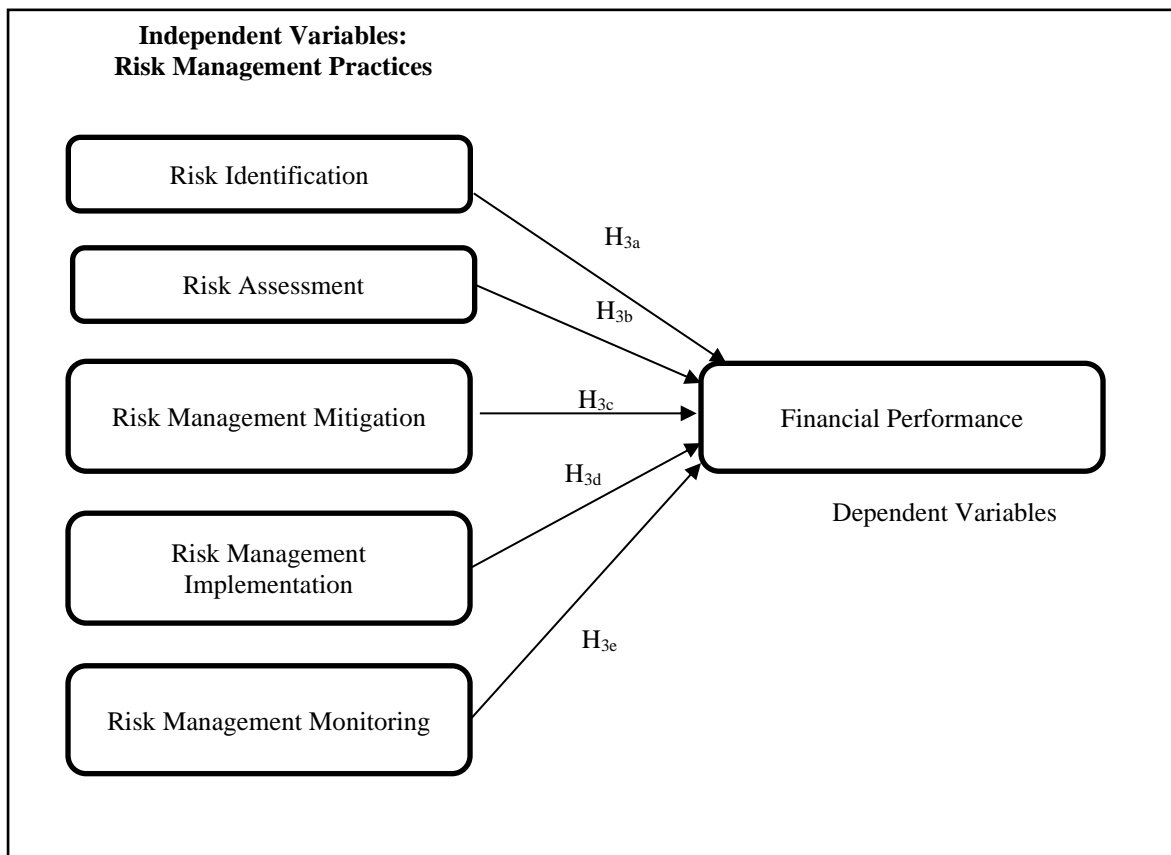 Independent Variables:
Risk Management Practices
Risk Identification
H3a
Risk Assessment
H3b
Risk Management Mitigation
H3c
Financial Performance
H3d
Dependent Variables
Risk Management
Implementation
H3e
Risk Management Monitoring